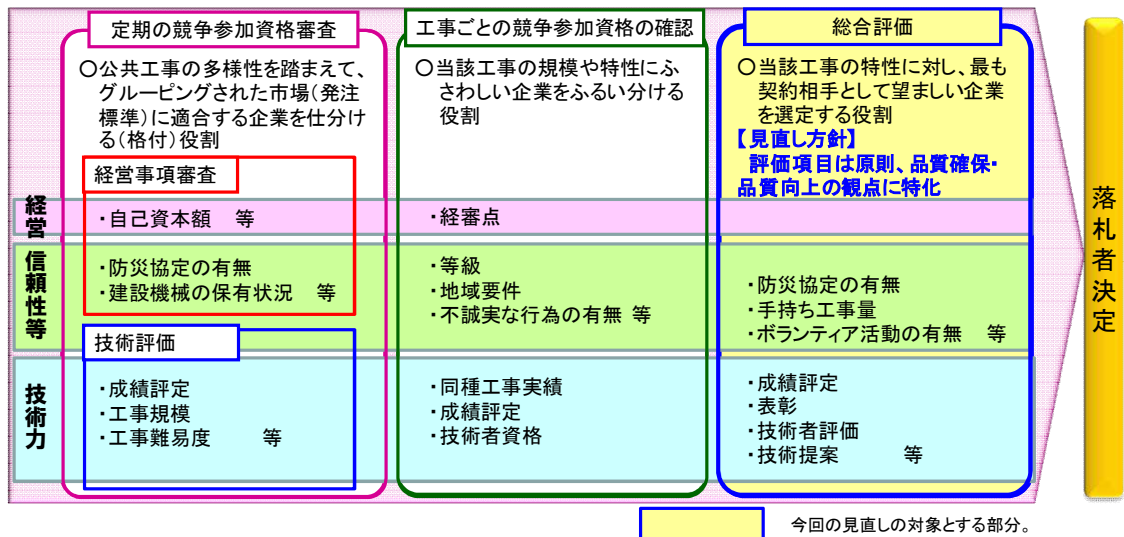 定期の競争参加資格審査
○公共工事の多様性を踏まえて、
グルーピングされた市場(発注
標準)に適合する企業を仕分け
る(格付)役割
経営事項審査
工事ごとの競争参加資格の確認
○当該工事の規模や特性にふ
さわしい企業をふるい分ける
役割
総合評価
○当該工事の特性に対し、最も
契約相手として望ましい企業
を選定する役割
【見直し方針】
評価項目は原則、品質確保・
品質向上の観点に特化
経営
・自己資本額 等
・経審点
信頼性等
・防災協定の有無
・建設機械の保有状況 等
・等級
・地域要件
・不誠実な行為の有無 等
・防災協定の有無
・手持ち工事量
・ボランティア活動の有無 等
技術評価
技術力
・成績評定
・工事規模
・工事難易度 等
・同種工事実績
・成績評定
・技術者資格
・成績評定
・表彰
・技術者評価
・技術提案 等
落札者決定
今回の見直しの対象とする部分。